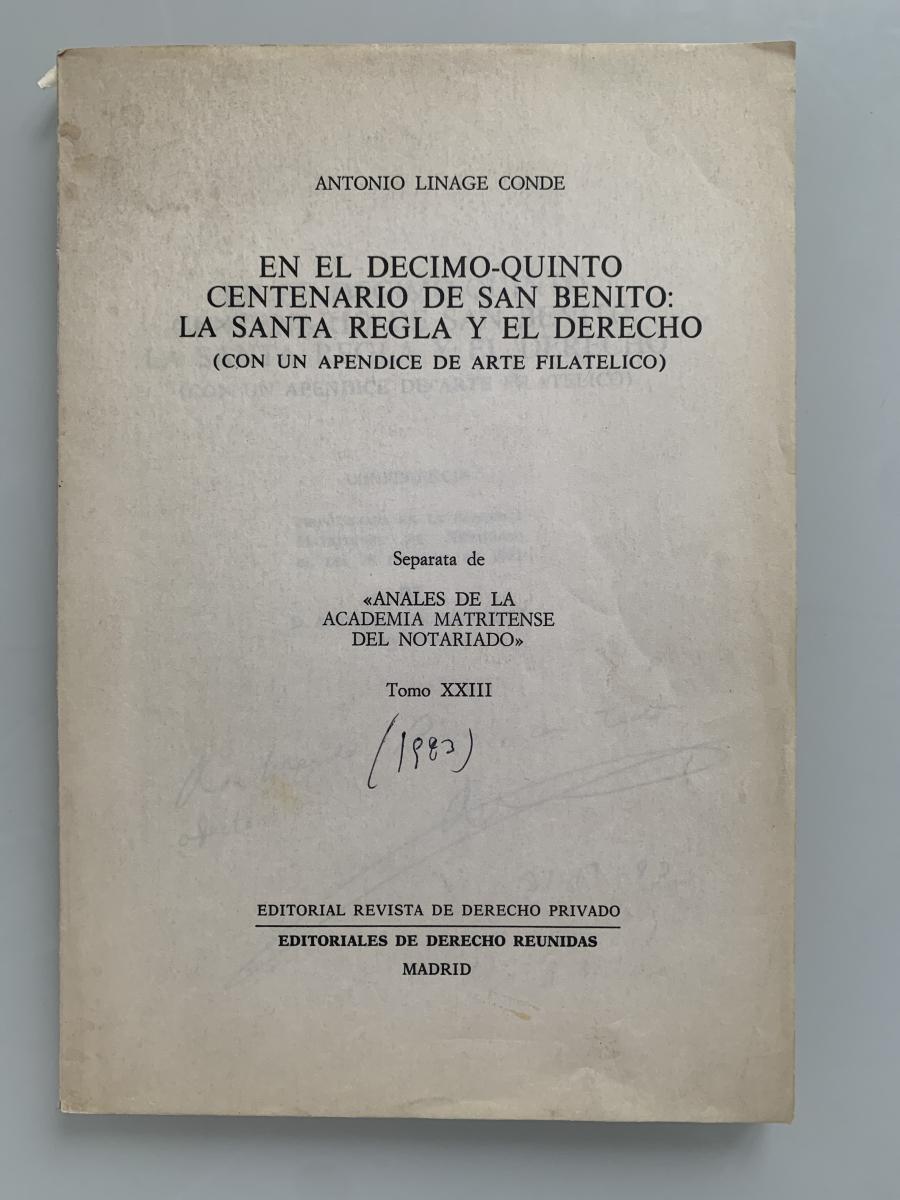 ANTONIO LINAGE CONDE
EN EL DECIMO-QUINTO
CENTENARIO DE SAN BENITO:
LA SANTA REGLA Y EL DERECHO
(CON UN APENDICE DE ARTE FILATELICO)
Separata de
«ANALES DE LA
ACADEMIA MATRITENSE
DEL NOTARIADO»
Tomo XXIII
(1983)
EDITORIAL REVISTA DE DERECHO PRIVADO
EDITORIALES DE DERECHO REUNIDAS
MADRID